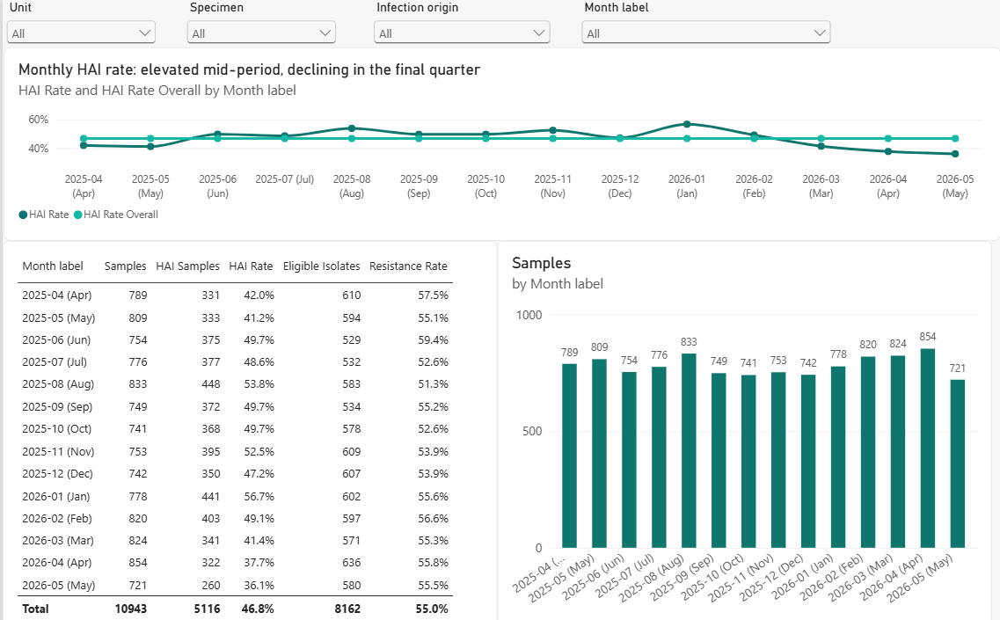 Unit Specimen Infection origin Month label
All All All All
Monthly HAI rate: elevated mid-period, declining in the final quarter
HAI Rate and HAI Rate Overall by Month label
60%
40%
2025-04 2025-05 2025-06 2025-07 (Jul) 2025-08 2025-09 2025-10 2025-11 2025-12 2026-01 2026-02 2026-03 2026-04 2026-05
(Apr) (May) (Jun) (Aug) (Sep) (Oct) (Nov) (Dec) (Jan) (Feb) (Mar) (Apr) (May)
HAI Rate HAI Rate Overall
Month label Samples HAI Samples HAI Rate Eligible Isolates Resistance Rate
2025-04 (Apr) 789 331 42.0% 610 57.5%
2025-05 (May) 809 333 41.2% 594 55.1%
2025-06 (Jun) 754 375 49.7% 529 59.4%
2025-07 (Jul) 776 377 48.6% 532 52.6%
2025-08 (Aug) 833 448 53.8% 583 51.3%
2025-09 (Sep) 749 372 49.7% 534 55.2%
2025-10 (Oct) 741 368 49.7% 578 52.6%
2025-11 (Nov) 753 395 52.5% 609 53.9%
2025-12 (Dec) 742 350 47.2% 607 53.9%
2026-01 (Jan) 778 441 56.7% 602 55.6%
2026-02 (Feb) 820 403 49.1% 597 56.6%
2026-03 (Mar) 824 341 41.4% 571 55.3%
2026-04 (Apr) 854 322 37.7% 636 55.8%
2026-05 (May) 721 260 36.1% 580 55.5%
Total 10943 5116 46.8% 8162 55.0%
Samples
by Month label
1000
500
0
789 809 754 776 833 749 741 753 742 778 820 824 854 721
2025-04 (... 2025-05 (May) 2025-06 (Jun) 2025-07 (Jul) 2025-08 (Aug) 2025-09 (Sep) 2025-10 (Oct) 2025-11 (Nov) 2025-12 (Dec) 2026-01 (Jan) 2026-02 (Feb) 2026-03 (Mar) 2026-04 (Apr) 2026-05 (May)